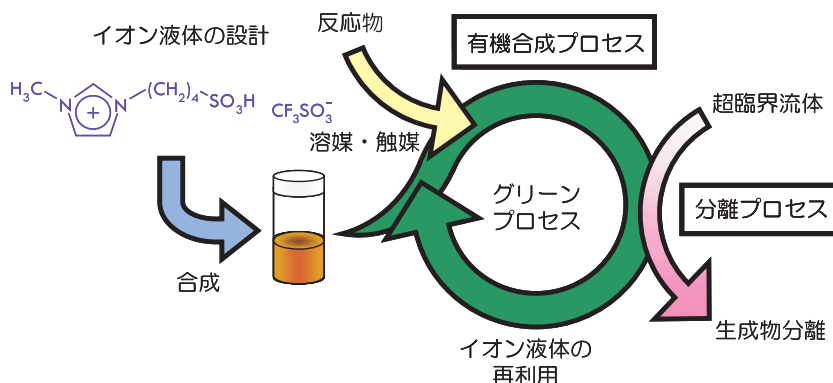 イオン液体の設計
反応物
有機合成プロセス
H₃C
N
+
N
(CH₂)₄
SO₃H
CF₃SO₃⁻
溶媒・触媒
超臨界流体
グリーン
プロセス
分離プロセス
合成
生成物分離
イオン液体の
再利用